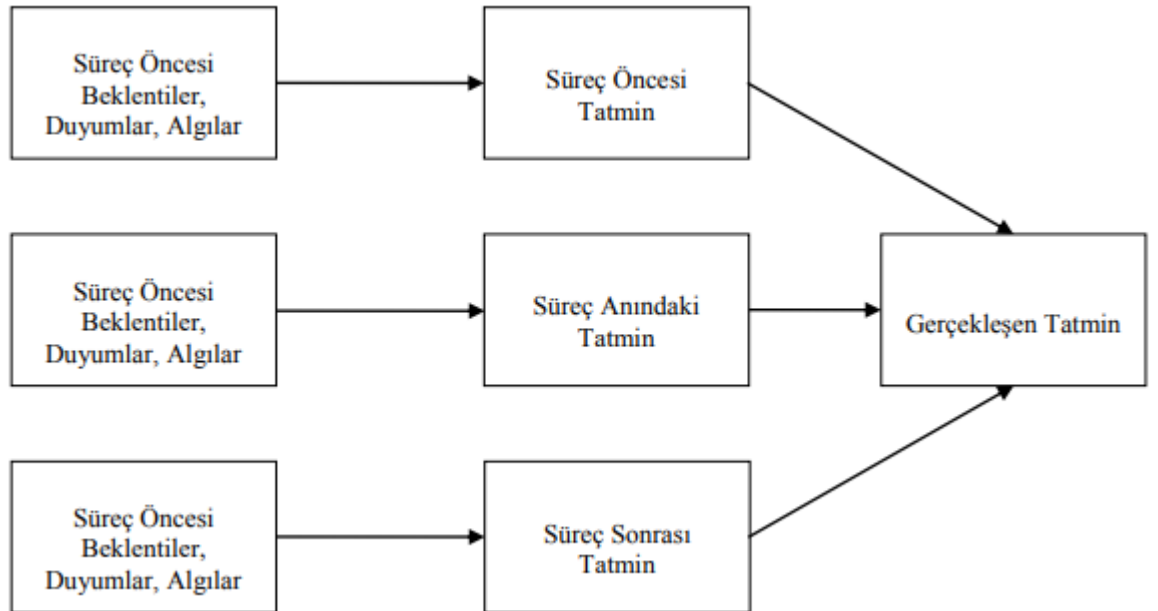 Süreç Öncesi
Beklentiler,
Duyumlar, Algılar
Süreç Öncesi
Tatmin
Süreç Öncesi
Beklentiler,
Duyumlar, Algılar
Süreç Anındaki
Tatmin
Gerçekleşen Tatmin
Süreç Öncesi
Beklentiler,
Duyumlar, Algılar
Süreç Sonrası
Tatmin